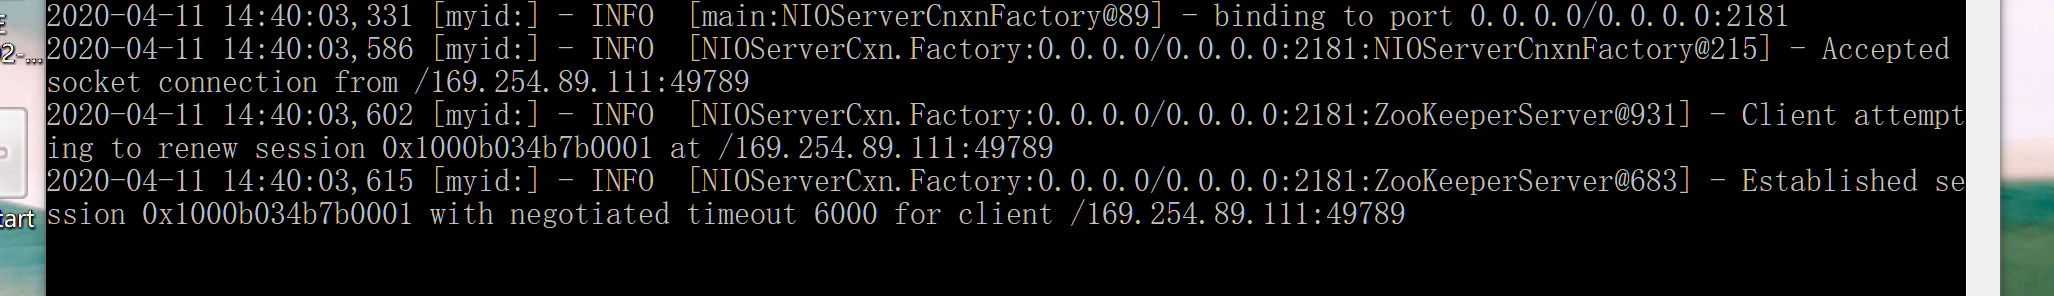 2020-04-11 14:40:03,331 [myid:] - INFO  [main:NIOServerCnxnFactory@89] - binding to port 0.0.0.0/0.0.0.0:2181
2020-04-11 14:40:03,586 [myid:] - INFO  [NIOServerCxn.Factory:0.0.0.0/0.0.0.0:2181:NIOServerCnxnFactory@215] - Accepted
socket connection from /169.254.89.111:49789
2020-04-11 14:40:03,602 [myid:] - INFO  [NIOServerCxn.Factory:0.0.0.0/0.0.0.0:2181:ZooKeeperServer@931] - Client attempt
ing to renew session 0x1000b034b7b0001 at /169.254.89.111:49789
2020-04-11 14:40:03,615 [myid:] - INFO  [NIOServerCxn.Factory:0.0.0.0/0.0.0.0:2181:ZooKeeperServer@683] - Established se
ssion 0x1000b034b7b0001 with negotiated timeout 6000 for client /169.254.89.111:49789
2-...
tart